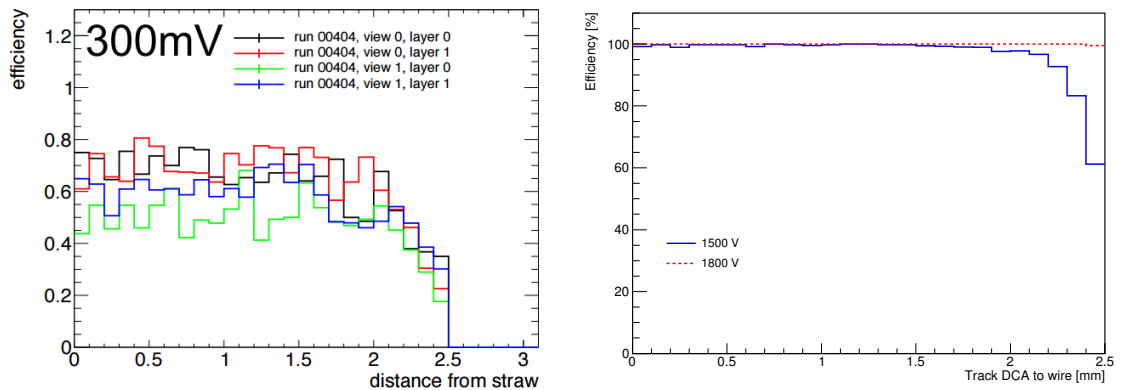 300mV
run 00404, view 0, layer 0
run 00404, view 0, layer 1
run 00404, view 1, layer 0
run 00404, view 1, layer 1
efficiency
1.2
1
0.8
0.6
0.4
0.2
0
0 0.5 1 1.5 2 2.5 3
distance from straw
Efficiency [%]
100
80
60
40
20
0
1500 V
1800 V
0 0.5 1 1.5 2 2.5
Track DCA to wire [mm]